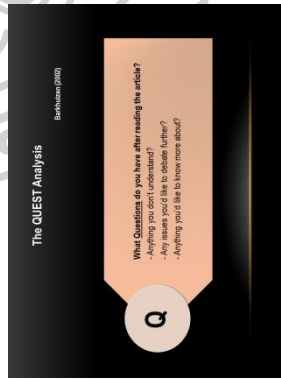 The QUEST Analysis
Barkhuizen (2002)
Q
What Questions do you have after reading the article?
- Anything you don't understand?
- Any issues you'd like to debate further?
- Anything you'd like to know more about?